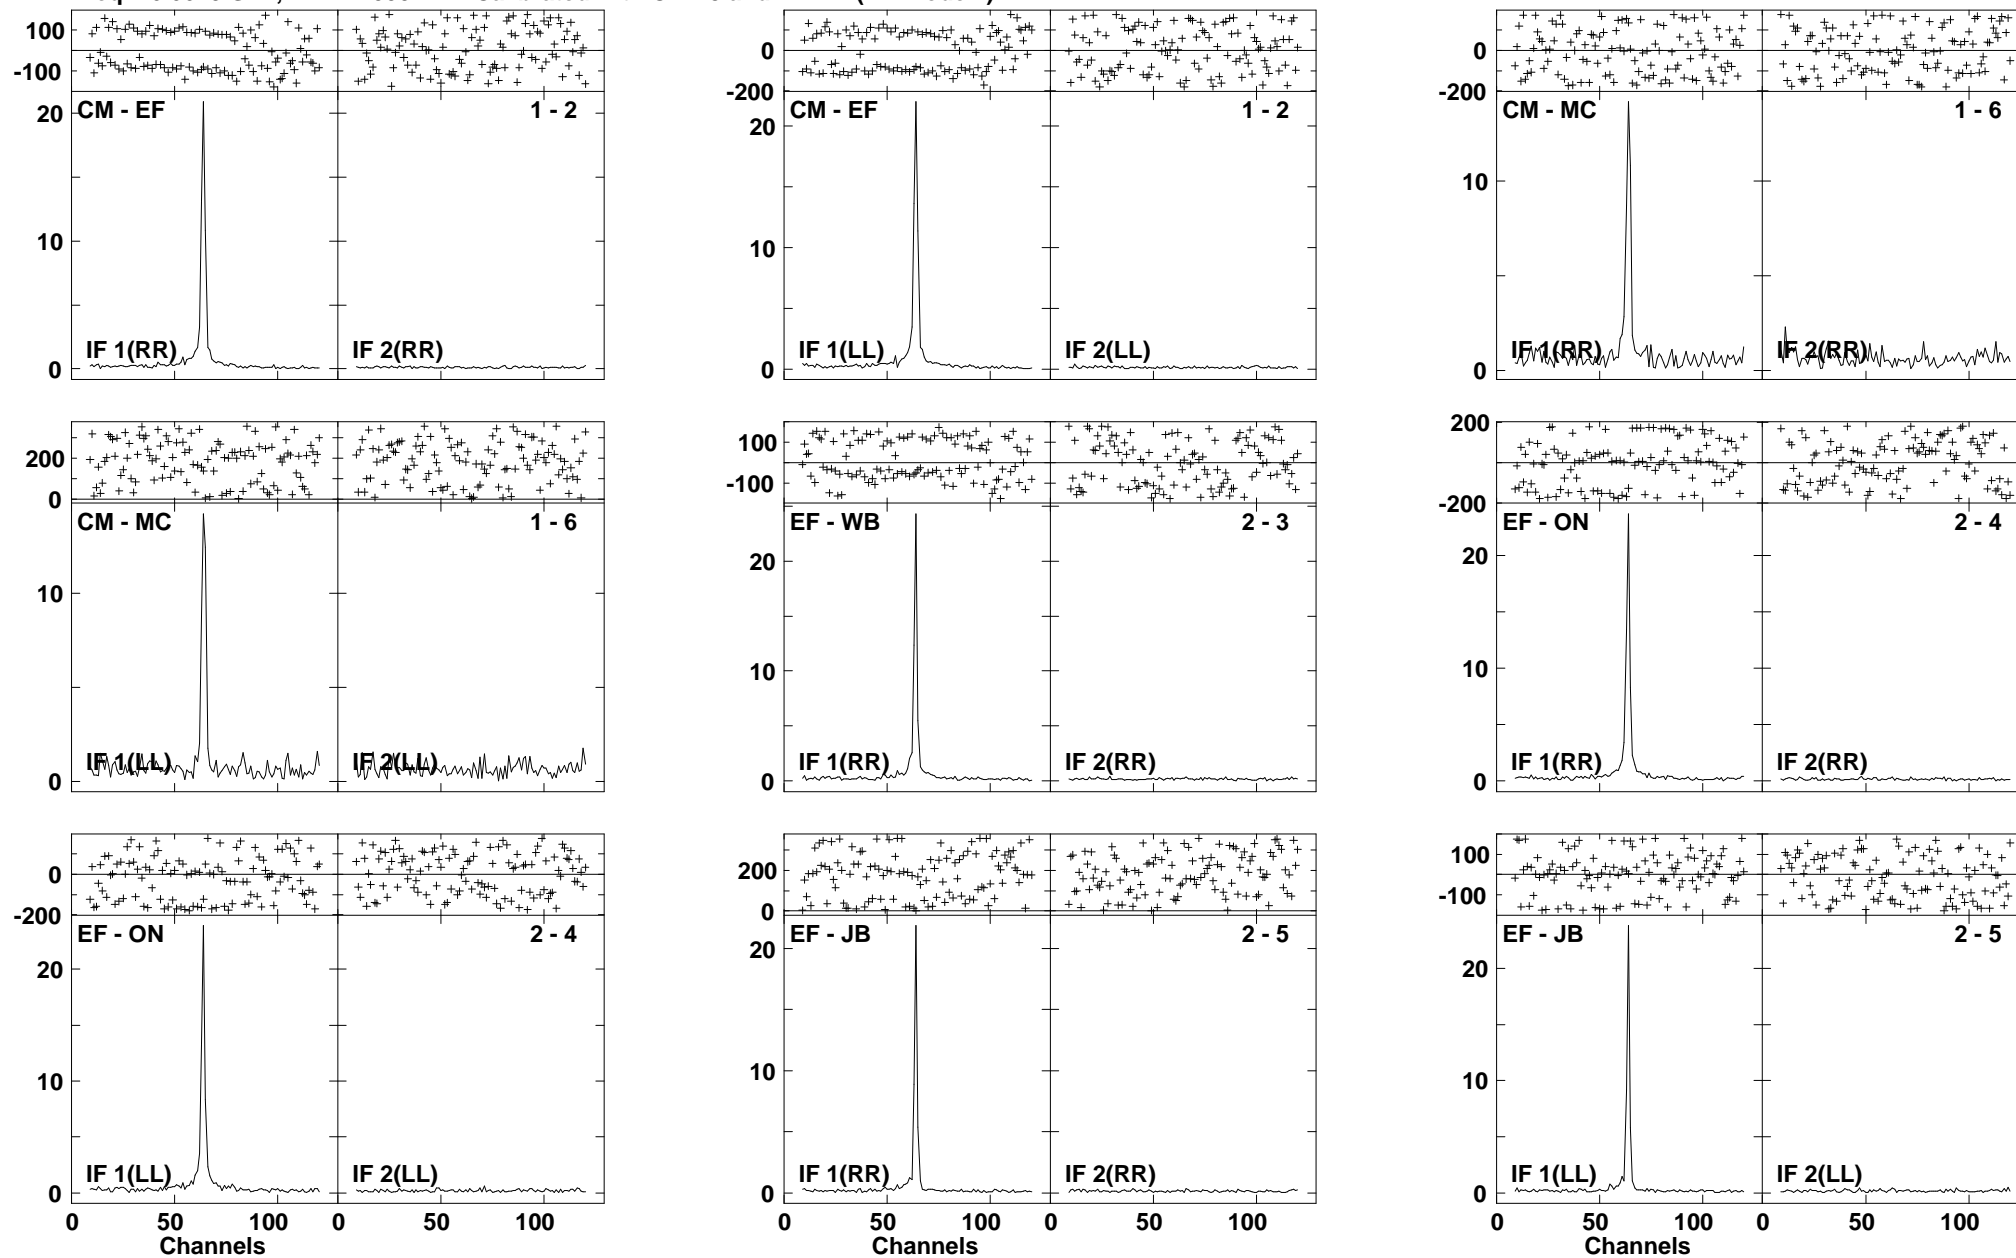 100
-100
20
10
0
CM - EF
1 - 2
IF 1(RR)
IF 2(RR)
0
-200
20
10
0
CM - EF
1 - 2
IF 1(LL)
IF 2(LL)
0
-200
10
0
CM - MC
1 - 6
IF 1(RR)
IF 2(RR)
200
0
10
0
CM - MC
1 - 6
IF 1(LL)
IF 2(LL)
100
-100
20
10
0
EF - WB
2 - 3
IF 1(RR)
IF 2(RR)
200
-200
20
10
0
EF - ON
2 - 4
IF 1(RR)
IF 2(RR)
0
-200
20
10
0
EF - ON
2 - 4
IF 1(LL)
IF 2(LL)
0 50 100 0 50 100
Channels
200
0
20
10
0
EF - JB
2 - 5
IF 1(RR)
IF 2(RR)
0 50 100 0 50 100
Channels
100
-100
20
10
0
EF - JB
2 - 5
IF 1(LL)
IF 2(LL)
0 50 100 0 50 100
Channels